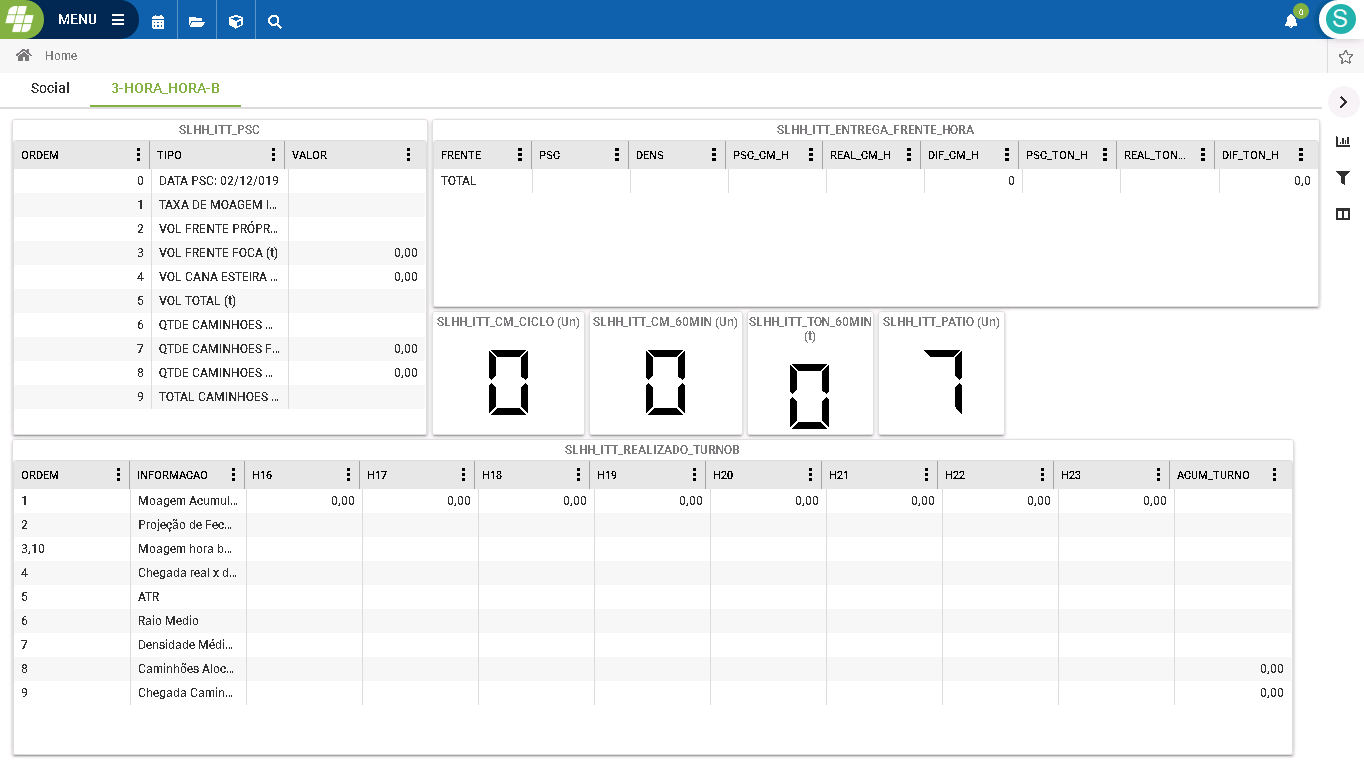 MENU
0
S
Home
Social 3-HORA_HORA-B
SLHH_ITT_PSC
ORDEM TIPO VALOR
0 DATA PSC: 02/12/019
1 TAXA DE MOAGEM I...
2 VOL FRENTE PRÓPR...
3 VOL FRENTE FOCA (t) 0,00
4 VOL CANA ESTEIRA ... 0,00
5 VOL TOTAL (t)
6 QTDE CAMINHOES ...
7 QTDE CAMINHOES F... 0,00
8 QTDE CAMINHOES ... 0,00
9 TOTAL CAMINHOES ...
SLHH_ITT_ENTREGA_FRENTE_HORA
FRENTE PSC DENS PSC_CM_H REAL_CM_H DIF_CM_H PSC_TON_H REAL_TON... DIF_TON_H
TOTAL 0 0,0
SLHH_ITT_CM_CICLO (Un)
0
SLHH_ITT_CM_60MIN (Un)
0
SLHH_ITT_TON_60MIN
(t)
0
SLHH_ITT_PATIO (Un)
7
SLHH_ITT_REALIZADO_TURNOB
ORDEM INFORMACAO H16 H17 H18 H19 H20 H21 H22 H23 ACUM_TURNO
1 Moagem Acumul... 0,00 0,00 0,00 0,00 0,00 0,00 0,00 0,00
2 Projeção de Fec...
3,10 Moagem hora b...
4 Chegada real x d...
5 ATR
6 Raio Medio
7 Densidade Médi...
8 Caminhões Aloc... 0,00
9 Chegada Camin... 0,00